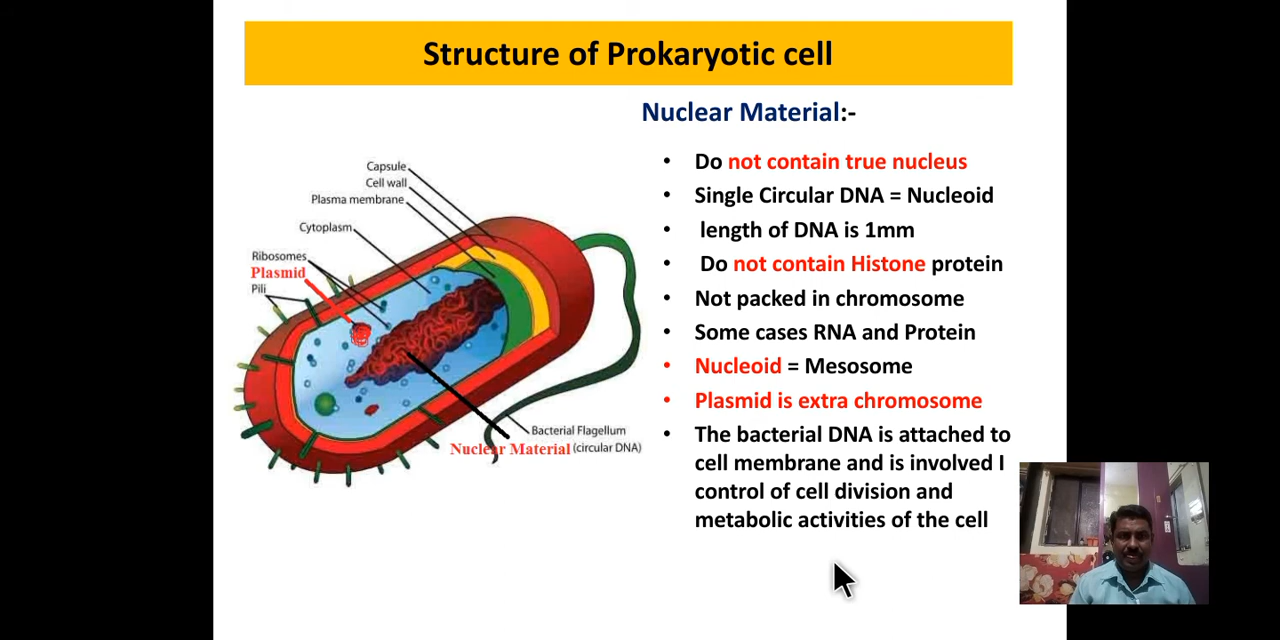 Structure of Prokaryotic cell
Nuclear Material:-
Capsule
Cell wall
Plasma membrane
Cytoplasm
Ribosomes
Plasmid
Pili
Bacterial Flagellum
Nuclear Material (circular DNA)
• Do not contain true nucleus
• Single Circular DNA = Nucleoid
• length of DNA is 1mm
• Do not contain Histone protein
• Not packed in chromosome
• Some cases RNA and Protein
• Nucleoid = Mesosome
• Plasmid is extra chromosome
• The bacterial DNA is attached to
cell membrane and is involved I
control of cell division and
metabolic activities of the cell